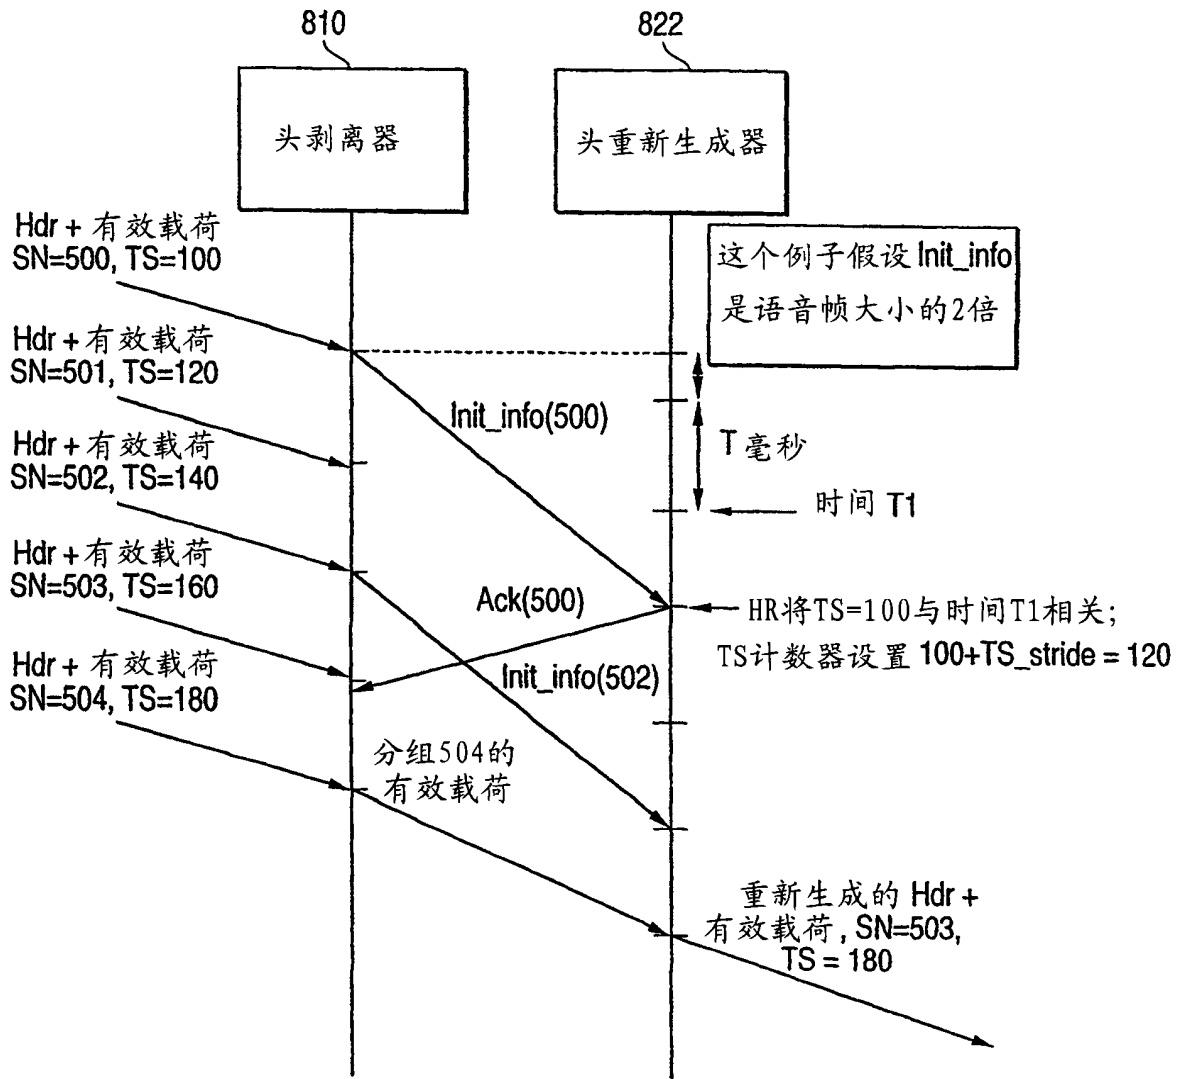 810
822
头剥离器
头重新生成器
Hdr + 有效载荷
SN=500, TS=100
这个例子假设 Init_info
是语音帧大小的2倍
Hdr + 有效载荷
SN=501, TS=120
Init_info(500)
T 毫秒
Hdr + 有效载荷
SN=502, TS=140
时间 T1
Hdr + 有效载荷
SN=503, TS=160
Ack(500)
HR将TS=100与时间T1相关;
TS计数器设置 100+TS_stride = 120
Init_info(502)
Hdr + 有效载荷
SN=504, TS=180
分组504的
有效载荷
重新生成的 Hdr +
有效载荷, SN=503,
TS = 180